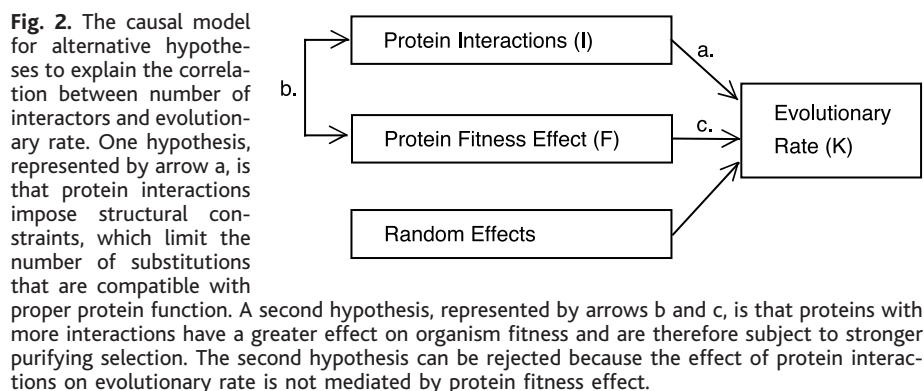 Fig. 2. The causal model
for alternative hypothe-
ses to explain the correla-
tion between number of
interactors and evolution-
ary rate. One hypothesis,
represented by arrow a, is
that protein interactions
impose structural con-
straints, which limit the
number of substitutions
that are compatible with
proper protein function. A second hypothesis, represented by arrows b and c, is that proteins with
more interactions have a greater effect on organism fitness and are therefore subject to stronger
purifying selection. The second hypothesis can be rejected because the effect of protein interac-
tions on evolutionary rate is not mediated by protein fitness effect.
Protein Interactions (I)
a.
b.
Protein Fitness Effect (F)
c.
Evolutionary
Rate (K)
Random Effects